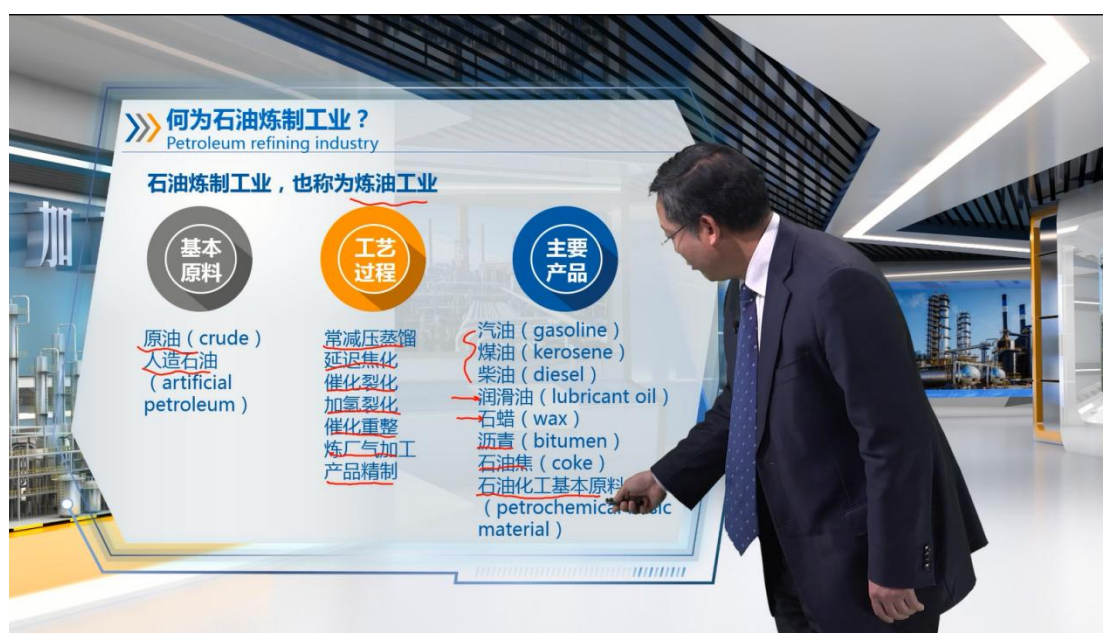 何为石油炼制工业？
Petroleum refining industry
石油炼制工业，也称为炼油工业
基本
原料
工艺
过程
主要
产品
原油（crude）
人造石油
（artificial
petroleum）
常减压蒸馏
延迟焦化
催化裂化
加氢裂化
催化重整
炼厂气加工
产品精制
汽油（gasoline）
煤油（kerosene）
柴油（diesel）
润滑油（lubricant oil）
石蜡（wax）
沥青（bitumen）
石油焦（coke）
石油化工基本原料
（petrochemical basic
material）
加